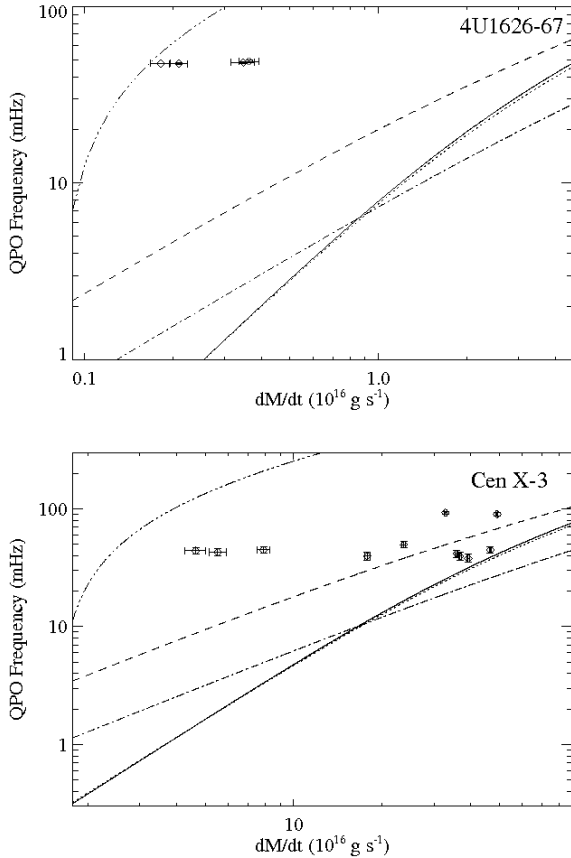 4U1626-67
100
10
1
QPO Frequency (mHz)
0.1
1.0
dM/dt (10¹⁶ g s⁻¹)
Cen X-3
100
10
1
QPO Frequency (mHz)
10
dM/dt (10¹⁶ g s⁻¹)